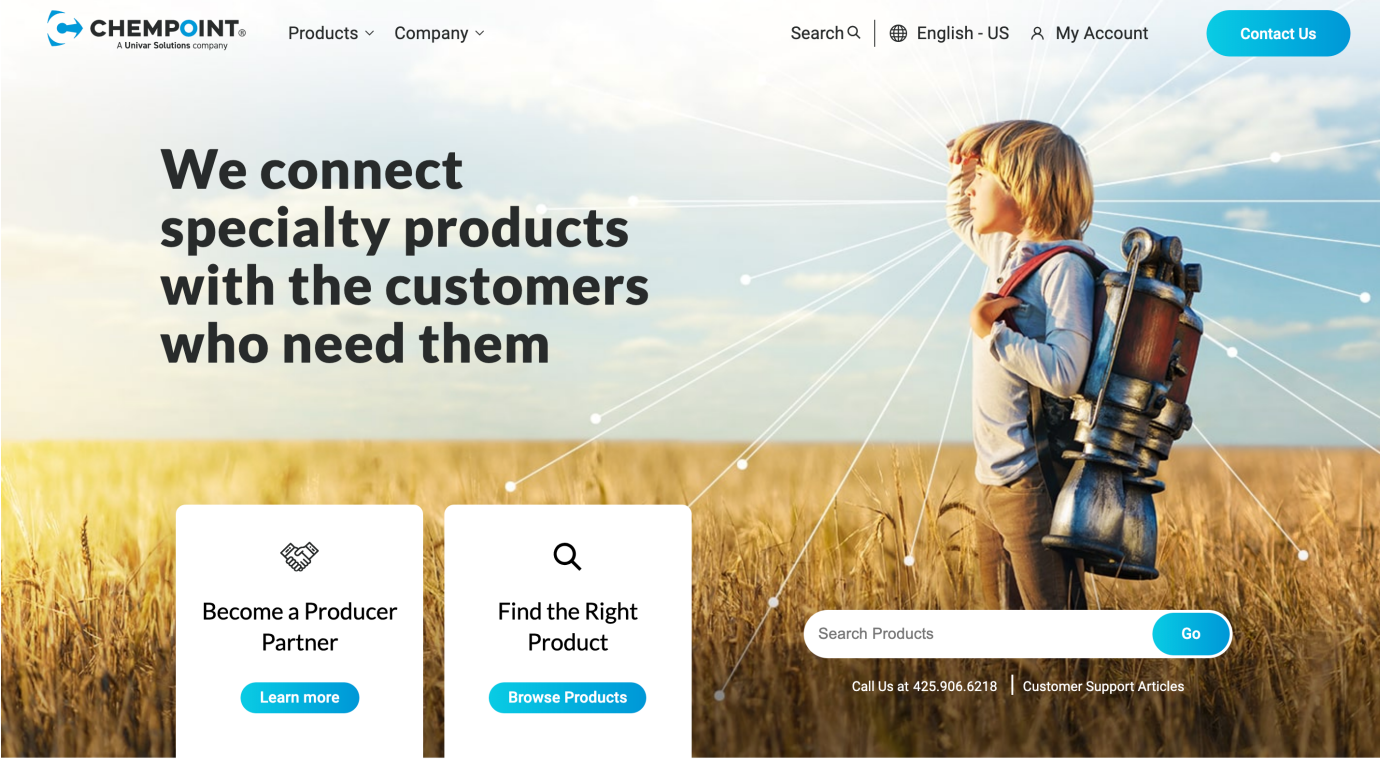 CHEMPOINT®
A Univar Solutions company
Products
Company
Search
English - US
My Account
Contact Us
We connect
specialty products
with the customers
who need them
Become a Producer
Partner
Learn more
Find the Right
Product
Browse Products
Search Products
Go
Call Us at 425.906.6218
Customer Support Articles